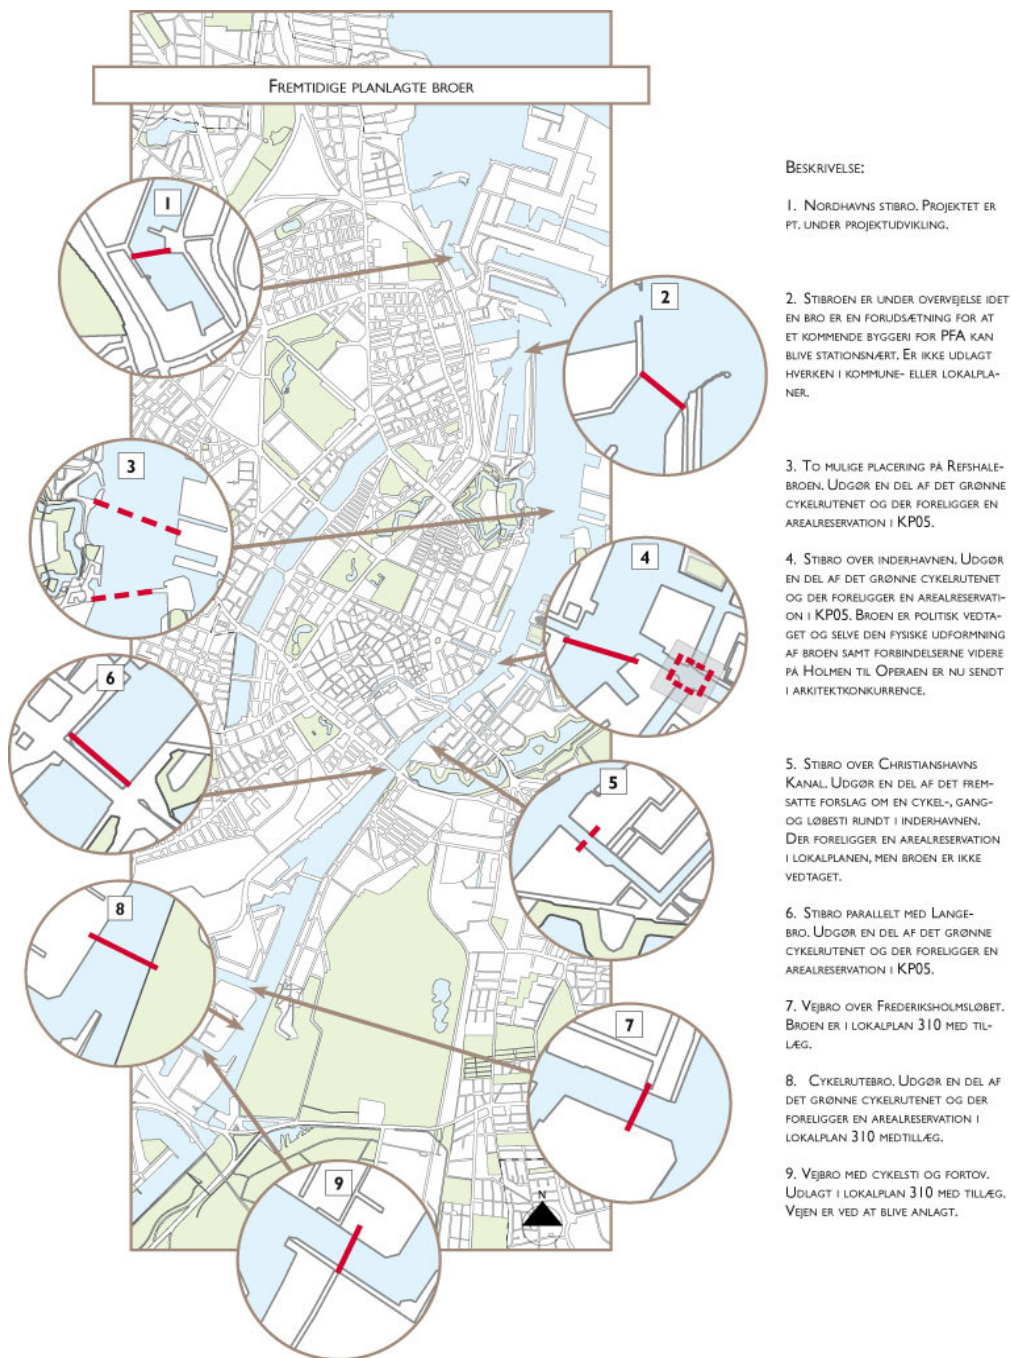 Fremtidige planlagte broer
Beskrivelse:
1. Nordhavns stibro. Projektet er
pt. under projektudvikling.
2. Stibroen er under overvejelse idet
en bro er en forudsætning for at
et kommende byggeri for PFA kan
blive stationsnært. Er ikke udlagt
hverken i kommune- eller lokalpla-
ner.
3. To mulige placering på Refshale-
broen. Udgør en del af det grønne
cykelrutenet og der foreligger en
arealreservation i KP05.
4. Stibro over inderhavnen. Udgør
en del af det grønne cykelrutenet
og der foreligger en arealreservati-
on i KP05. Broen er politisk vedta-
get og selve den fysiske udformning
af broen samt forbindelserne videre
på Holmen til Operaen er nu sendt
i arkitektkonkurrence.
5. Stibro over Christianshavns
Kanal. Udgør en del af det frem-
satte forslag om en cykel-, gang-
og løbesti rundt i inderhavnen.
Der foreligger en arealreservation
i lokalplanen, men broen er ikke
vedtaget.
6. Stibro parallelt med Lange-
bro. Udgør en del af det grønne
cykelrutenet og der foreligger en
arealreservation i KP05.
7. Vejbro over Frederiksholmsløbet.
Broen er i lokalplan 310 med til-
læg.
8. Cykelrutebro. Udgør en del af
det grønne cykelrutenet og der
foreligger en arealreservation i
lokalplan 310 medtillæg.
9. Vejbro med cykelsti og fortov.
Udlagt i lokalplan 310 med tillæg.
Vejen er ved at blive anlagt.
1
2
3
4
6
5
8
7
9
N